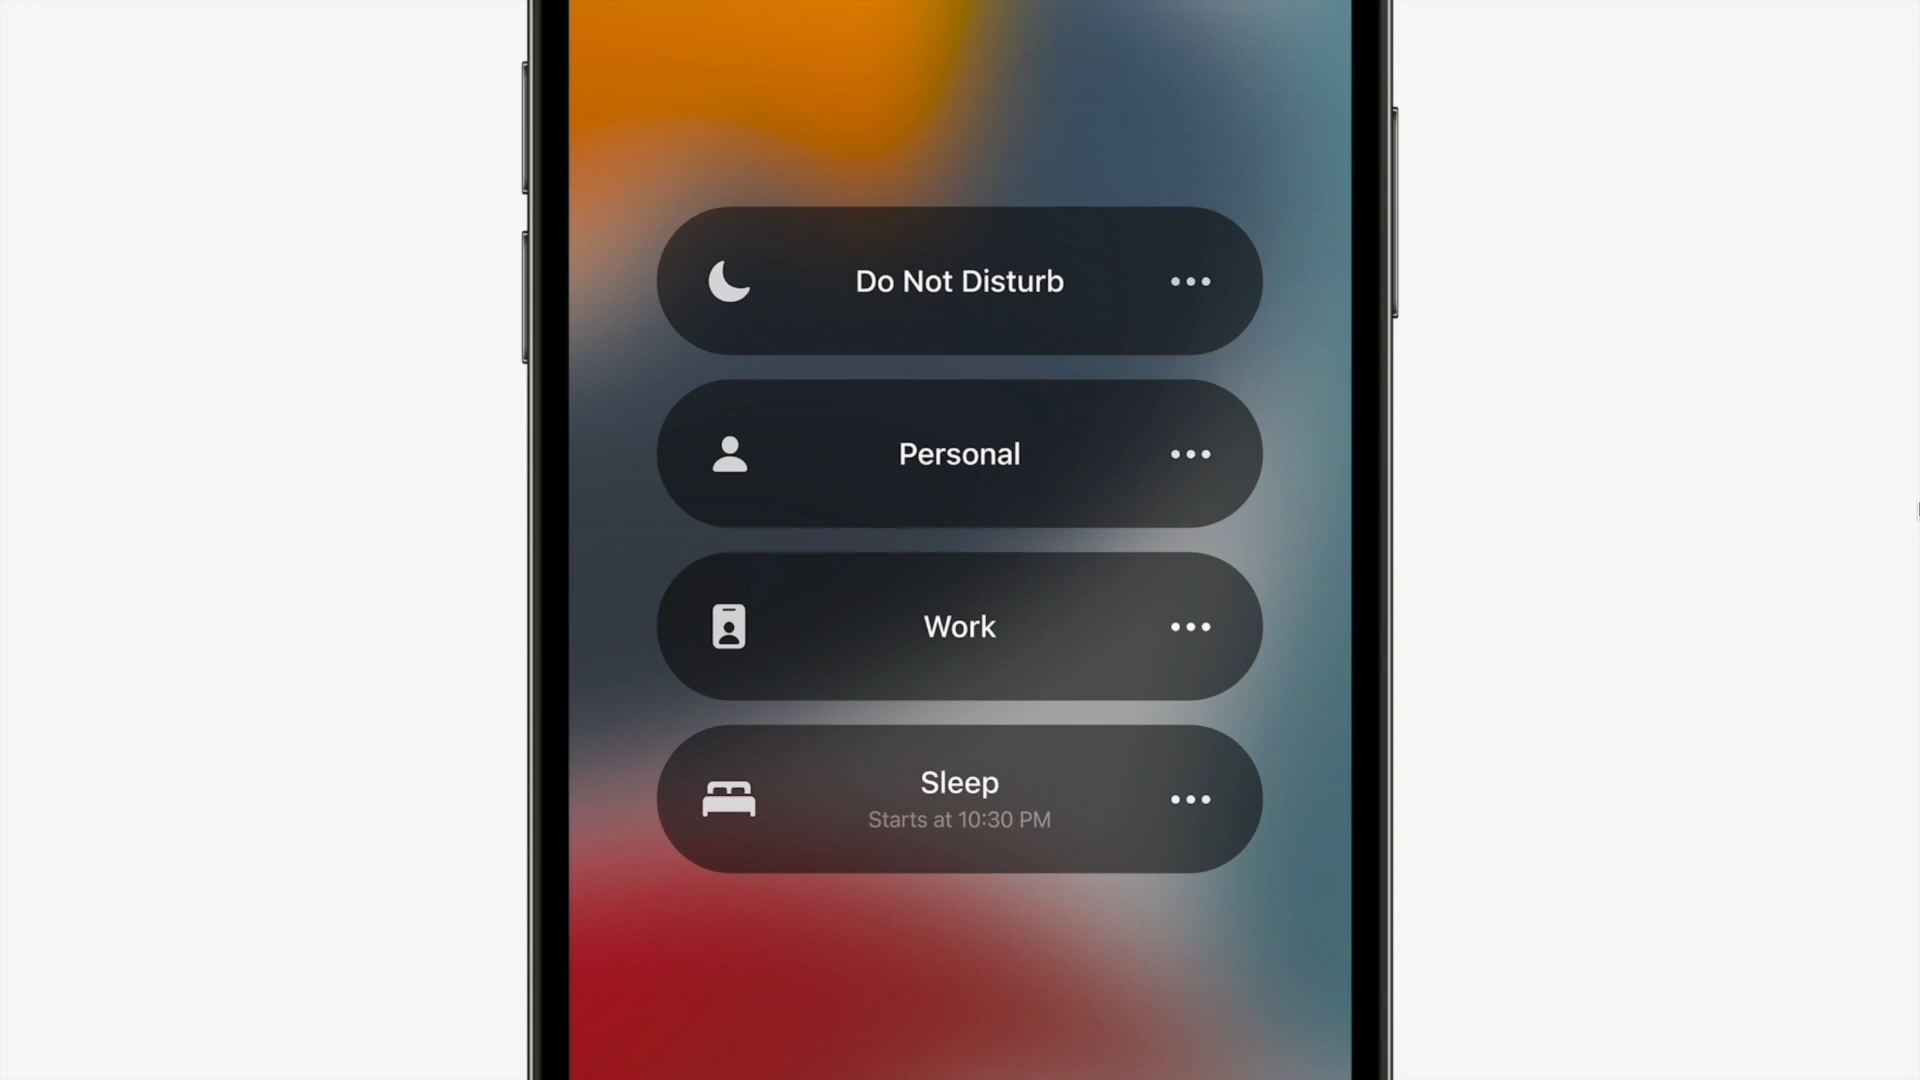 Do Not Disturb
Personal
Work
Sleep
Starts at 10:30 PM